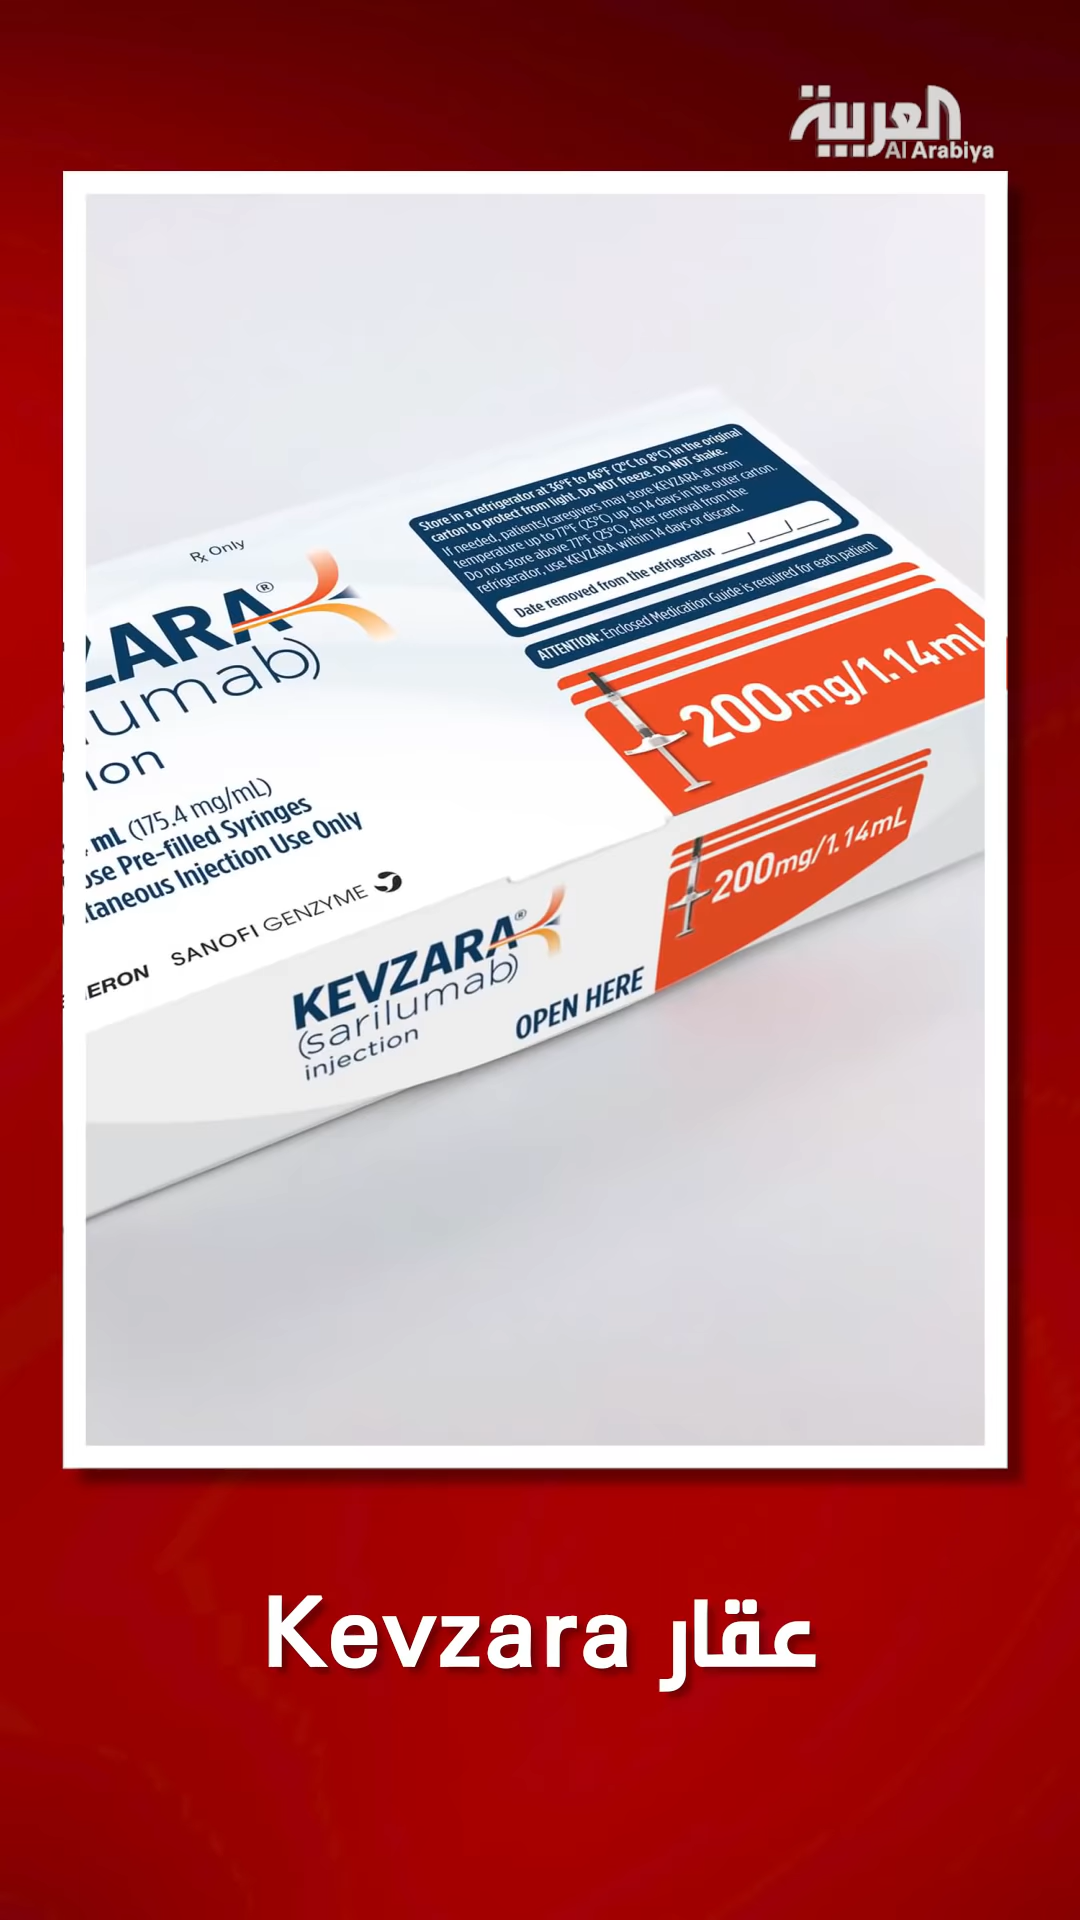 العربية
Al Arabiya
Store in a refrigerator at 36°F to 46°F (2°C to 8°C) in the original
carton to protect from light. Do NOT freeze. Do NOT shake.
If needed, patients/caregivers may store KEVZARA at room
temperature up to 77°F (25°C) up to 14 days in the outer carton.
Do not store above 77°F (25°C). After removal from the
refrigerator, use KEVZARA within 14 days or discard.
Date removed from the refrigerator ___/___/___
ATTENTION: Enclosed Medication Guide is required for each patient
200mg/1.14mL
Rx Only
ZARA®
lumab)
ion
mL (175.4 mg/mL)
se Pre-filled Syringes
taneous Injection Use Only
ERON SANOFI GENZYME
KEVZARA®
(sarilumab)
injection
OPEN HERE
200mg/1.14mL
عقار Kevzara